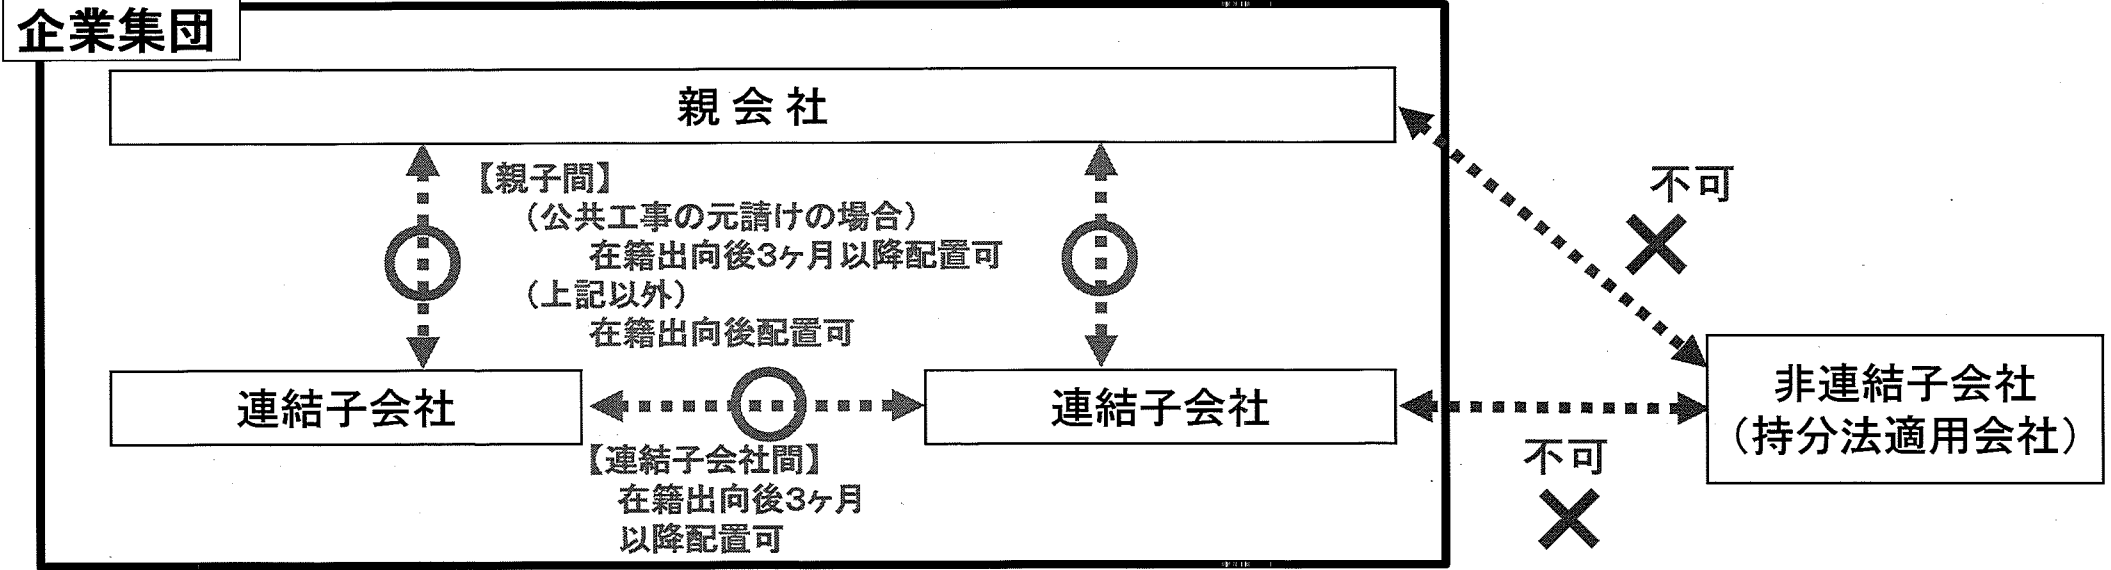 企業集団
親会社
【親子間】
（公共工事の元請けの場合）
在籍出向後3ヶ月以降配置可
（上記以外）
在籍出向後配置可
不可
連結子会社
連結子会社
非連結子会社
（持分法適用会社）
【連結子会社間】
在籍出向後3ヶ月
以降配置可
不可